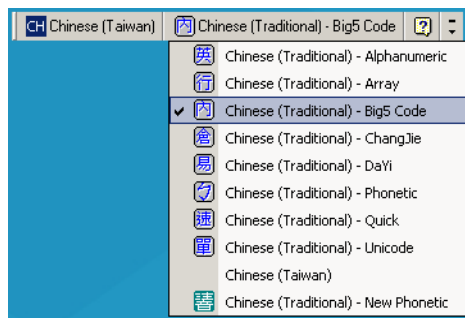 CH Chinese (Taiwan) 內 Chinese (Traditional) - Big5 Code
英 Chinese (Traditional) - Alphanumeric
行 Chinese (Traditional) - Array
內 Chinese (Traditional) - Big5 Code
倉 Chinese (Traditional) - ChangJie
易 Chinese (Traditional) - DaYi
ㄅ Chinese (Traditional) - Phonetic
速 Chinese (Traditional) - Quick
單 Chinese (Traditional) - Unicode
Chinese (Taiwan)
Chinese (Traditional) - New Phonetic